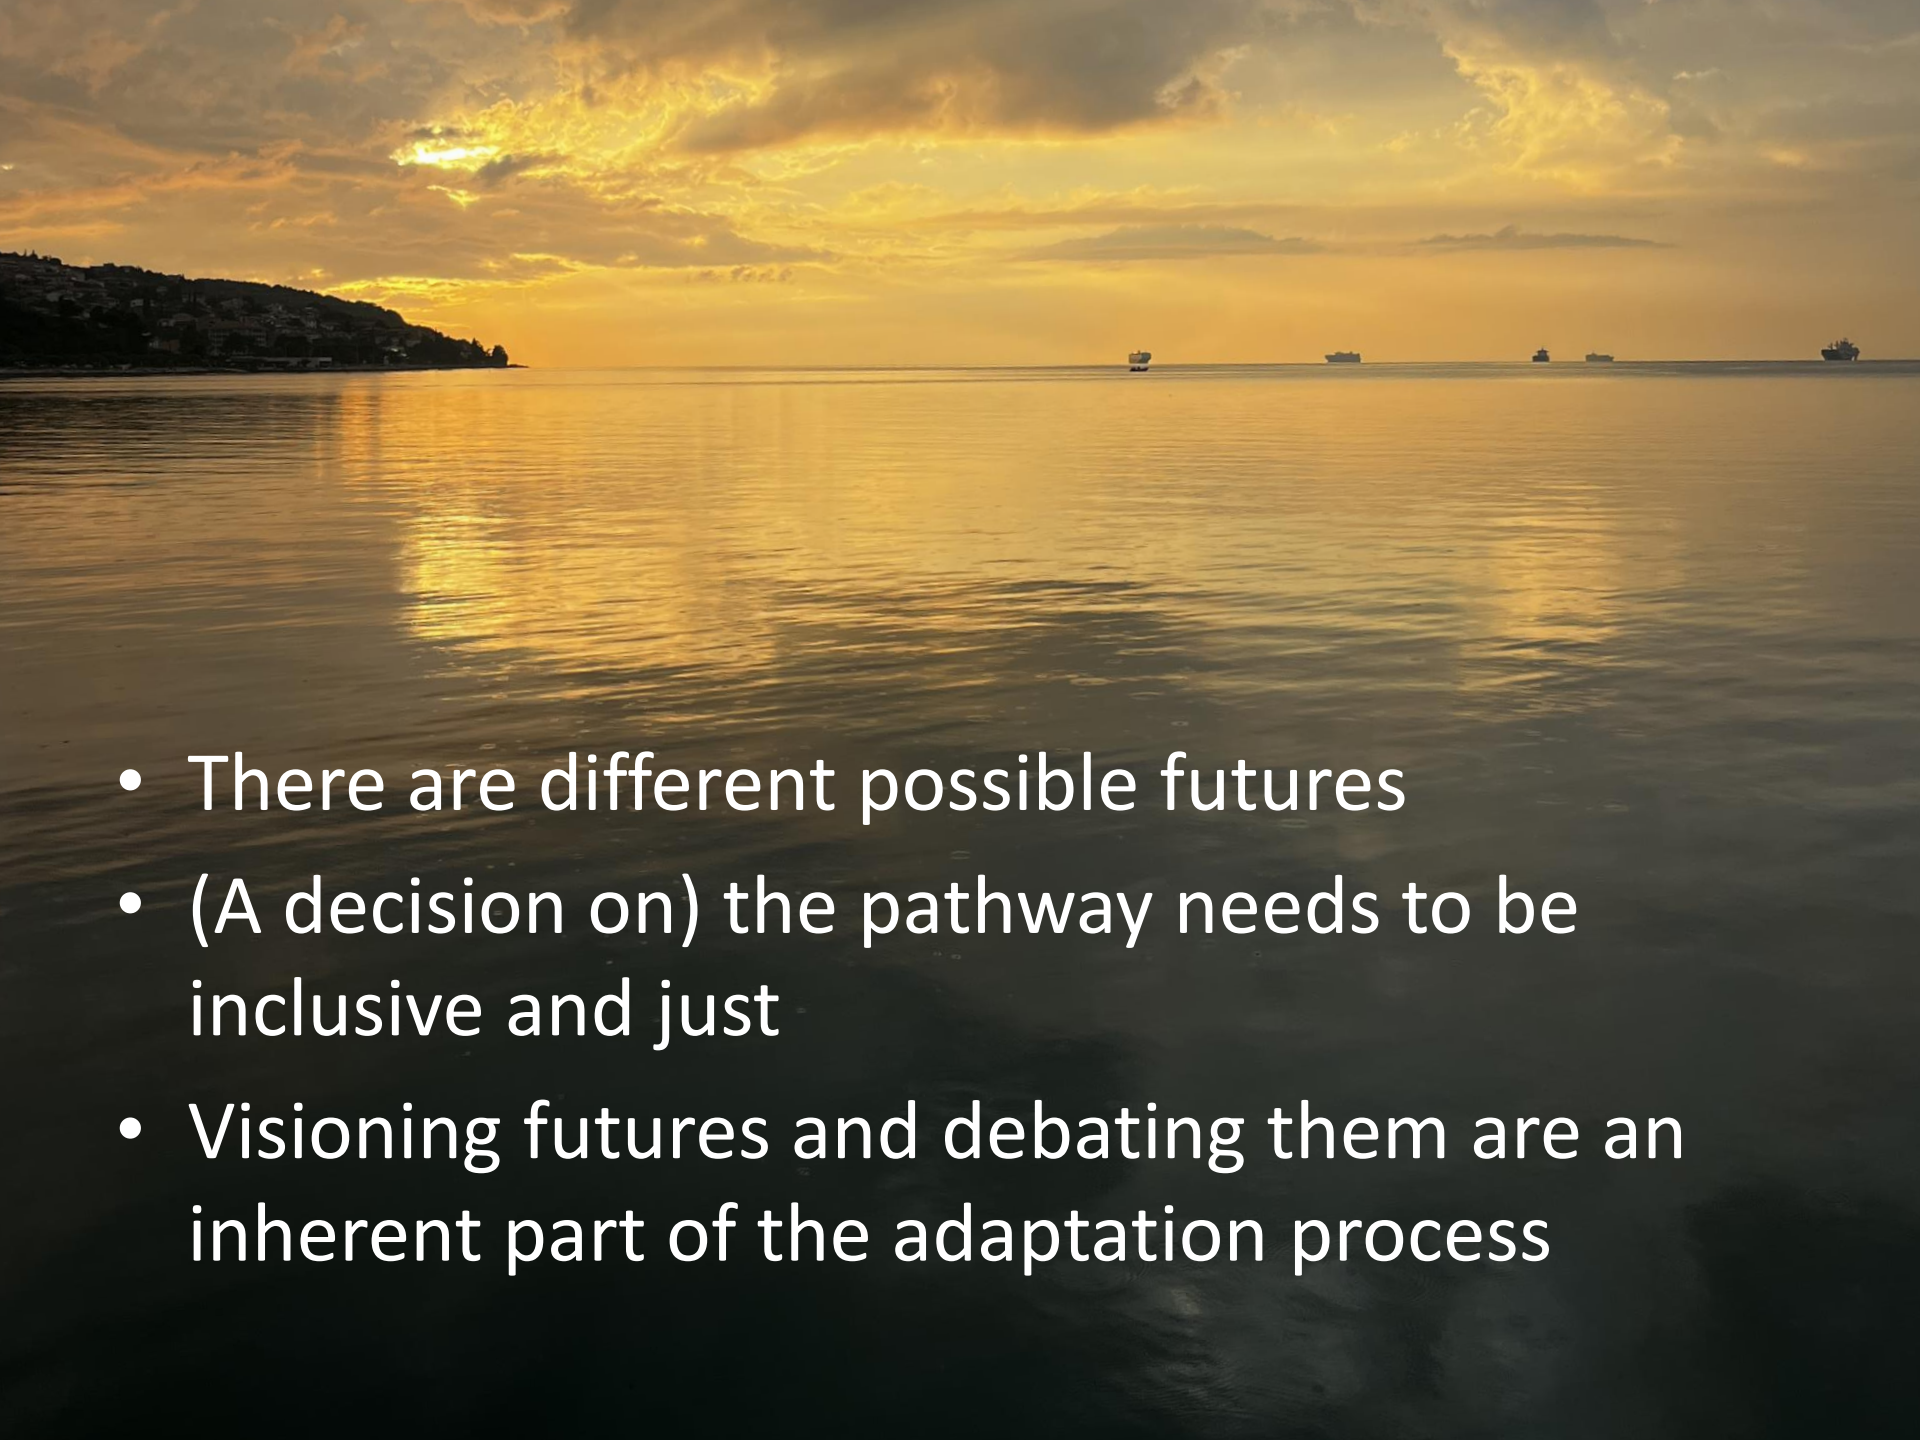 • There are different possible futures
• (A decision on) the pathway needs to be
inclusive and just
• Visioning futures and debating them are an
inherent part of the adaptation process